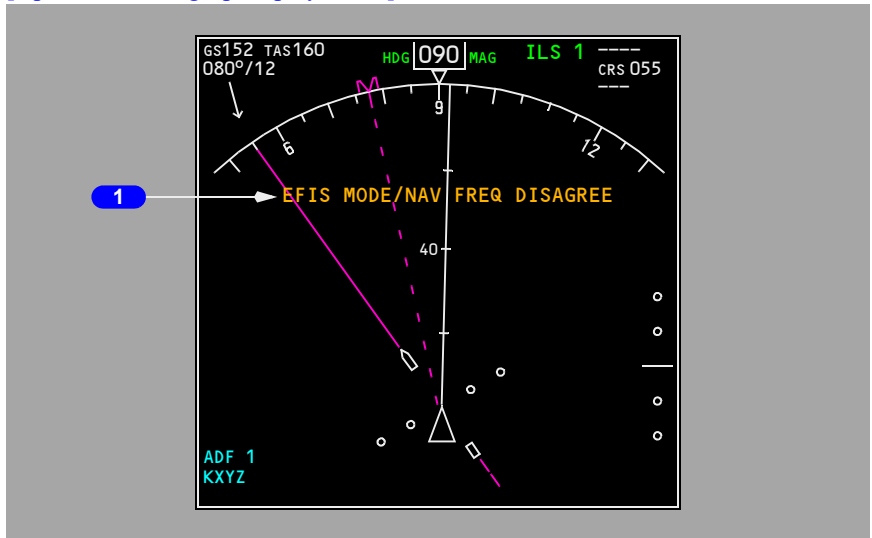 GS152 TAS160
080°/12
HDG 090 MAG
ILS 1 ----
CRS 055
---
9
6
12
1
EFIS MODE/NAV FREQ DISAGREE
40
ADF 1
KXYZ